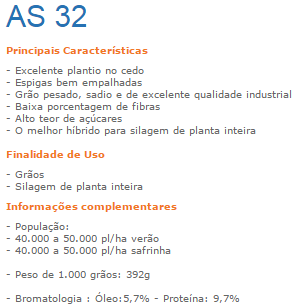 AS 32
Principais Características
- Excelente plantio no cedo
- Espigas bem empalhadas
- Grão pesado, sadio e de excelente qualidade industrial
- Baixa porcentagem de fibras
- Alto teor de açúcares
- O melhor híbrido para silagem de planta inteira
Finalidade de Uso
- Grãos
- Silagem de planta inteira
Informações complementares
- População:
- 40.000 a 50.000 pl/ha verão
- 40.000 a 50.000 pl/ha safrinha
- Peso de 1.000 grãos: 392g
- Bromatologia : Óleo:5,7% - Proteína: 9,7%